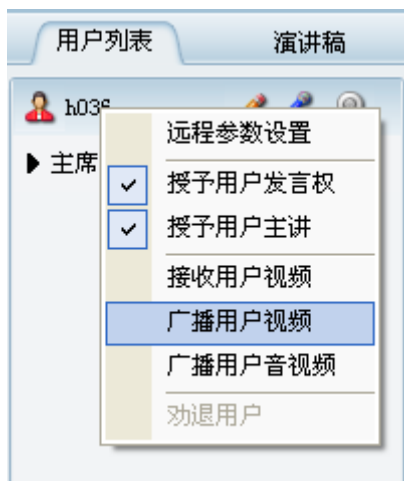 用户列表 演讲稿
h036
主席
远程参数设置
授予用户发言权
授予用户主讲
接收用户视频
广播用户视频
广播用户音视频
劝退用户